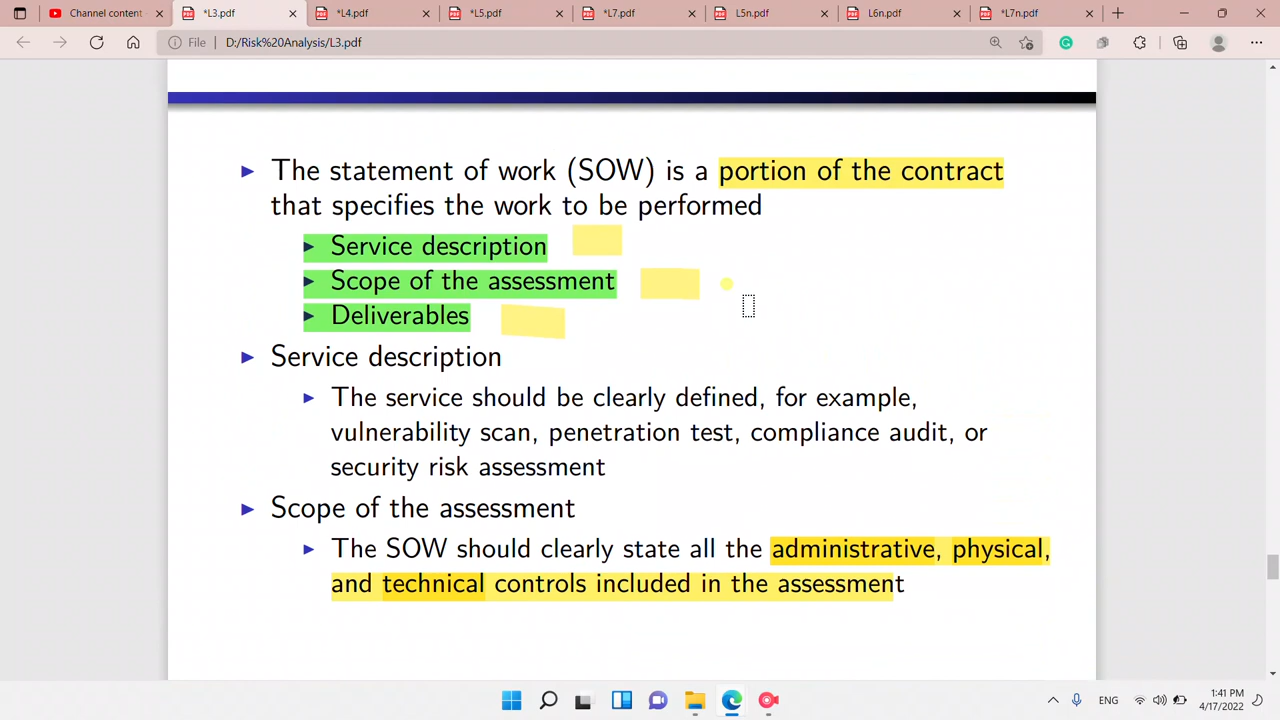 Channel content
*L3.pdf
*L4.pdf
*L5.pdf
*L7.pdf
L5n.pdf
L6n.pdf
*L7n.pdf
File
D:/Risk%20Analysis/L3.pdf
▶ The statement of work (SOW) is a portion of the contract
that specifies the work to be performed
▶ Service description
▶ Scope of the assessment
▶ Deliverables
▶ Service description
▶ The service should be clearly defined, for example,
vulnerability scan, penetration test, compliance audit, or
security risk assessment
▶ Scope of the assessment
▶ The SOW should clearly state all the administrative, physical,
and technical controls included in the assessment
ENG
1:41 PM
4/17/2022